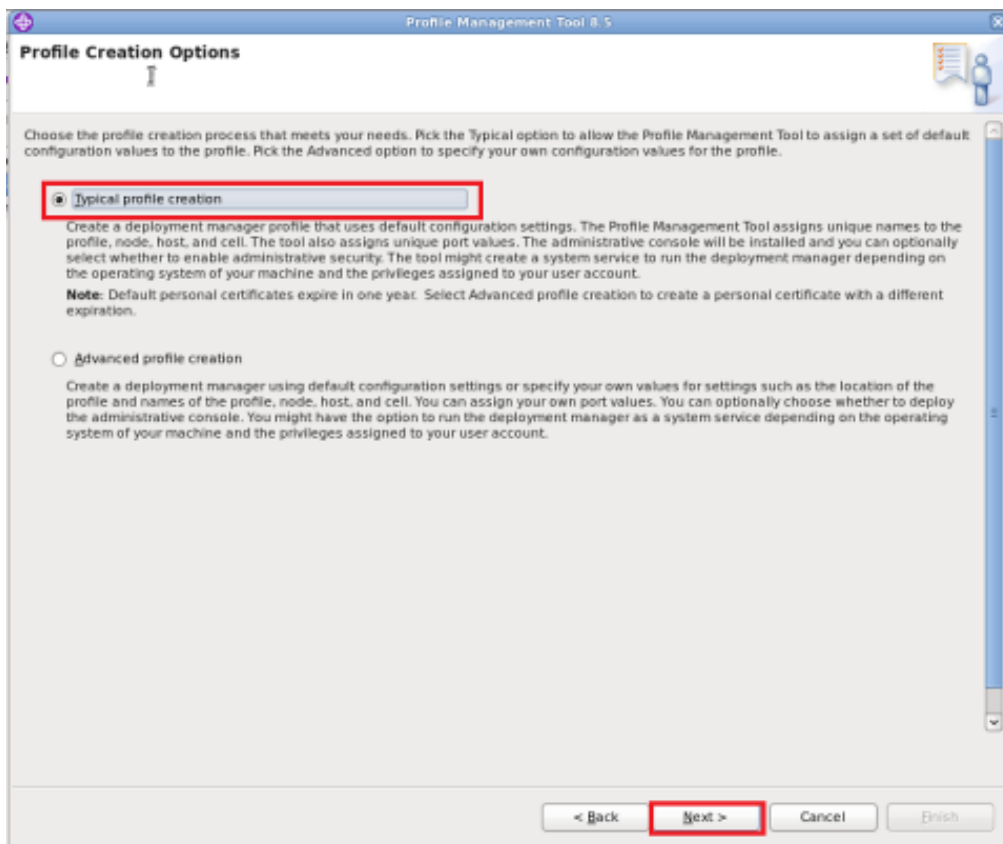 Profile Management Tool 8.5
Profile Creation Options
Choose the profile creation process that meets your needs. Pick the Typical option to allow the Profile Management Tool to assign a set of default
configuration values to the profile. Pick the Advanced option to specify your own configuration values for the profile.
Typical profile creation
Create a deployment manager profile that uses default configuration settings. The Profile Management Tool assigns unique names to the
profile, node, host, and cell. The tool also assigns unique port values. The administrative console will be installed and you can optionally
select whether to enable administrative security. The tool might create a system service to run the deployment manager depending on
the operating system of your machine and the privileges assigned to your user account.
Note: Default personal certificates expire in one year. Select Advanced profile creation to create a personal certificate with a different
expiration.
Advanced profile creation
Create a deployment manager using default configuration settings or specify your own values for settings such as the location of the
profile and names of the profile, node, host, and cell. You can assign your own port values. You can optionally choose whether to deploy
the administrative console. You might have the option to run the deployment manager as a system service depending on the operating
system of your machine and the privileges assigned to your user account.
< Back Next > Cancel Finish